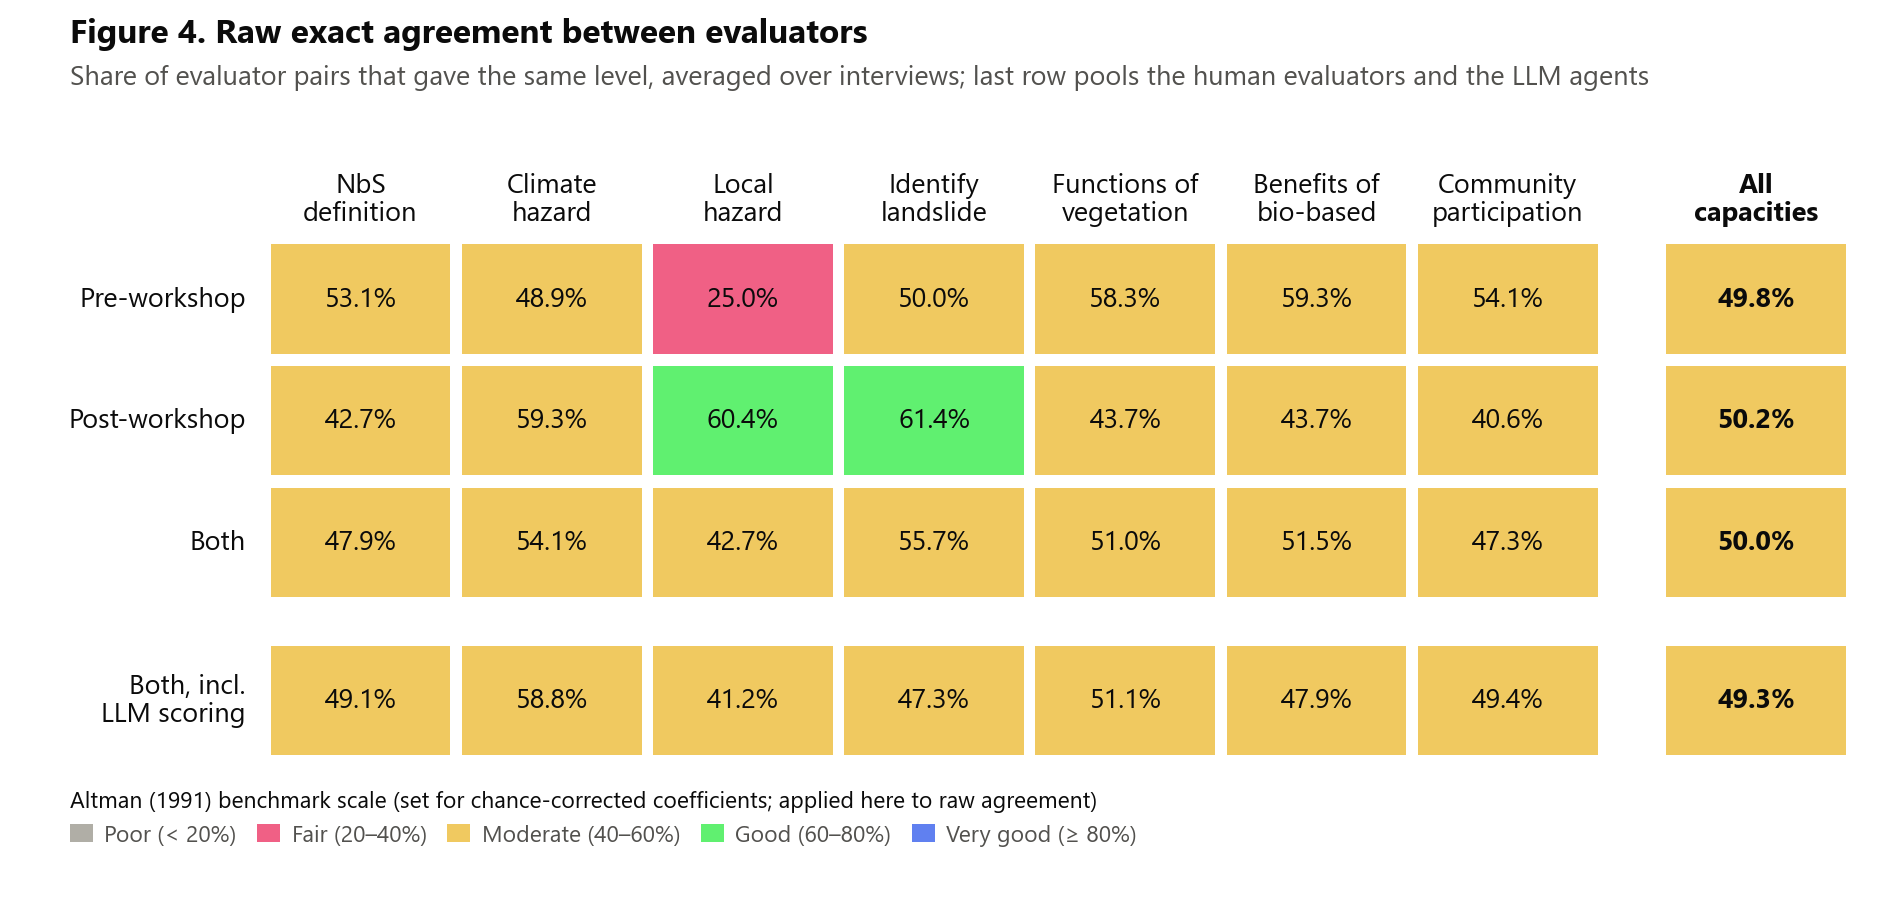 Figure 4. Raw exact agreement between evaluators
Share of evaluator pairs that gave the same level, averaged over interviews; last row pools the human evaluators and the LLM agents
NbS definition
Climate hazard
Local hazard
Identify landslide
Functions of vegetation
Benefits of bio-based
Community participation
All capacities
Pre-workshop 53.1% 48.9% 25.0% 50.0% 58.3% 59.3% 54.1% 49.8%
Post-workshop 42.7% 59.3% 60.4% 61.4% 43.7% 43.7% 40.6% 50.2%
Both 47.9% 54.1% 42.7% 55.7% 51.0% 51.5% 47.3% 50.0%
Both, incl.
LLM scoring 49.1% 58.8% 41.2% 47.3% 51.1% 47.9% 49.4% 49.3%
Altman (1991) benchmark scale (set for chance-corrected coefficients; applied here to raw agreement)
Poor (< 20%) Fair (20–40%) Moderate (40–60%) Good (60–80%) Very good (≥ 80%)